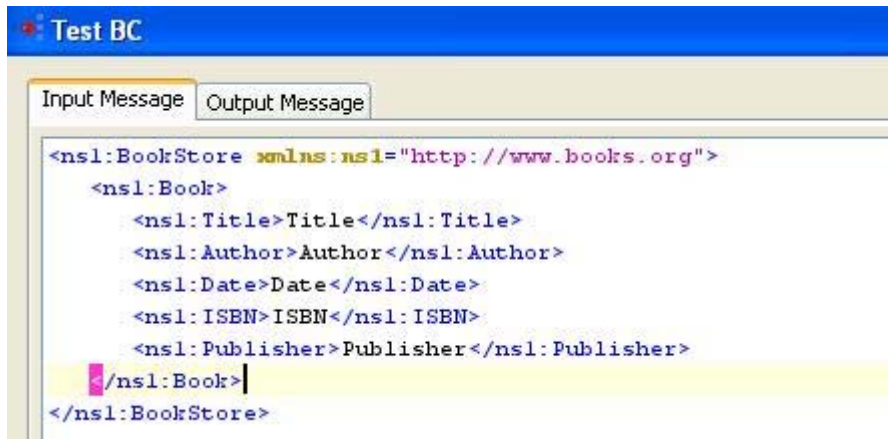 Test BC
Input Message Output Message
<ns1:BookStore xmlns:ns1="http://www.books.org">
<ns1:Book>
<ns1:Title>Title</ns1:Title>
<ns1:Author>Author</ns1:Author>
<ns1:Date>Date</ns1:Date>
<ns1:ISBN>ISBN</ns1:ISBN>
<ns1:Publisher>Publisher</ns1:Publisher>
</ns1:Book>
</ns1:BookStore>